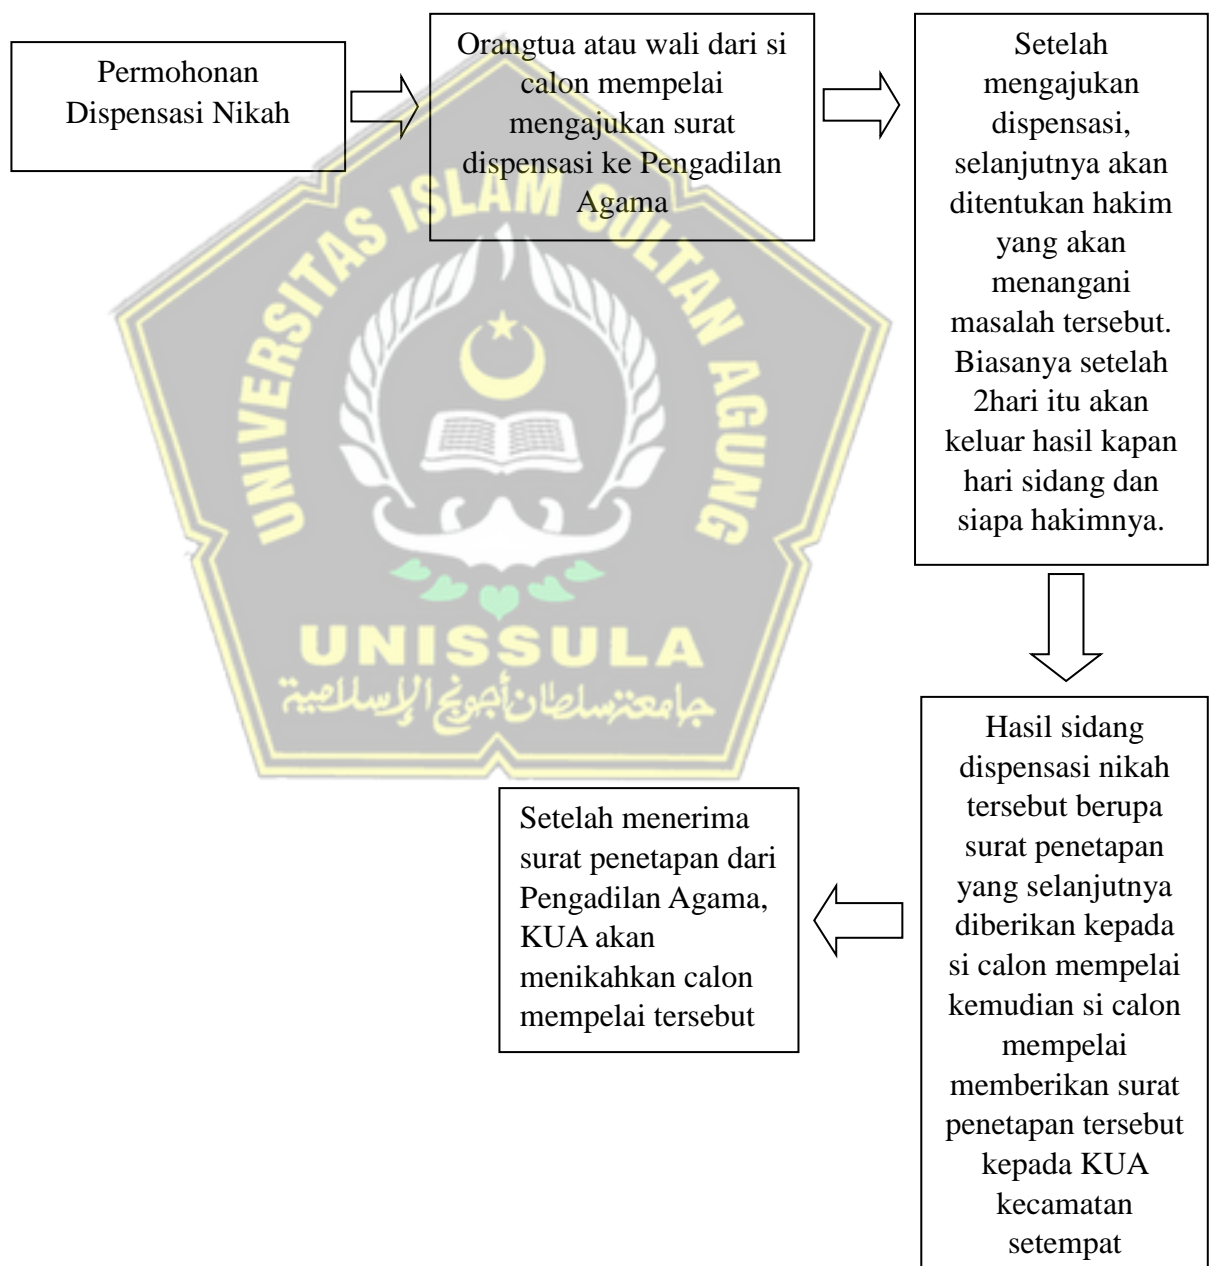 Permohonan
Dispensasi Nikah
Orangtua atau wali dari si
calon mempelai
mengajukan surat
dispensasi ke Pengadilan
Agama
Setelah
mengajukan
dispensasi,
selanjutnya akan
ditentukan hakim
yang akan
menangani
masalah tersebut.
Biasanya setelah
2hari itu akan
keluar hasil kapan
hari sidang dan
siapa hakimnya.
Hasil sidang
dispensasi nikah
tersebut berupa
surat penetapan
yang selanjutnya
diberikan kepada
si calon mempelai
kemudian si calon
mempelai
memberikan surat
penetapan tersebut
kepada KUA
kecamatan
setempat
Setelah menerima
surat penetapan dari
Pengadilan Agama,
KUA akan
menikahkan calon
mempelai tersebut
UNIVERSITAS ISLAM SULTAN AGUNG
UNISSULA
جامعة سلطان أجونج الإسلامية